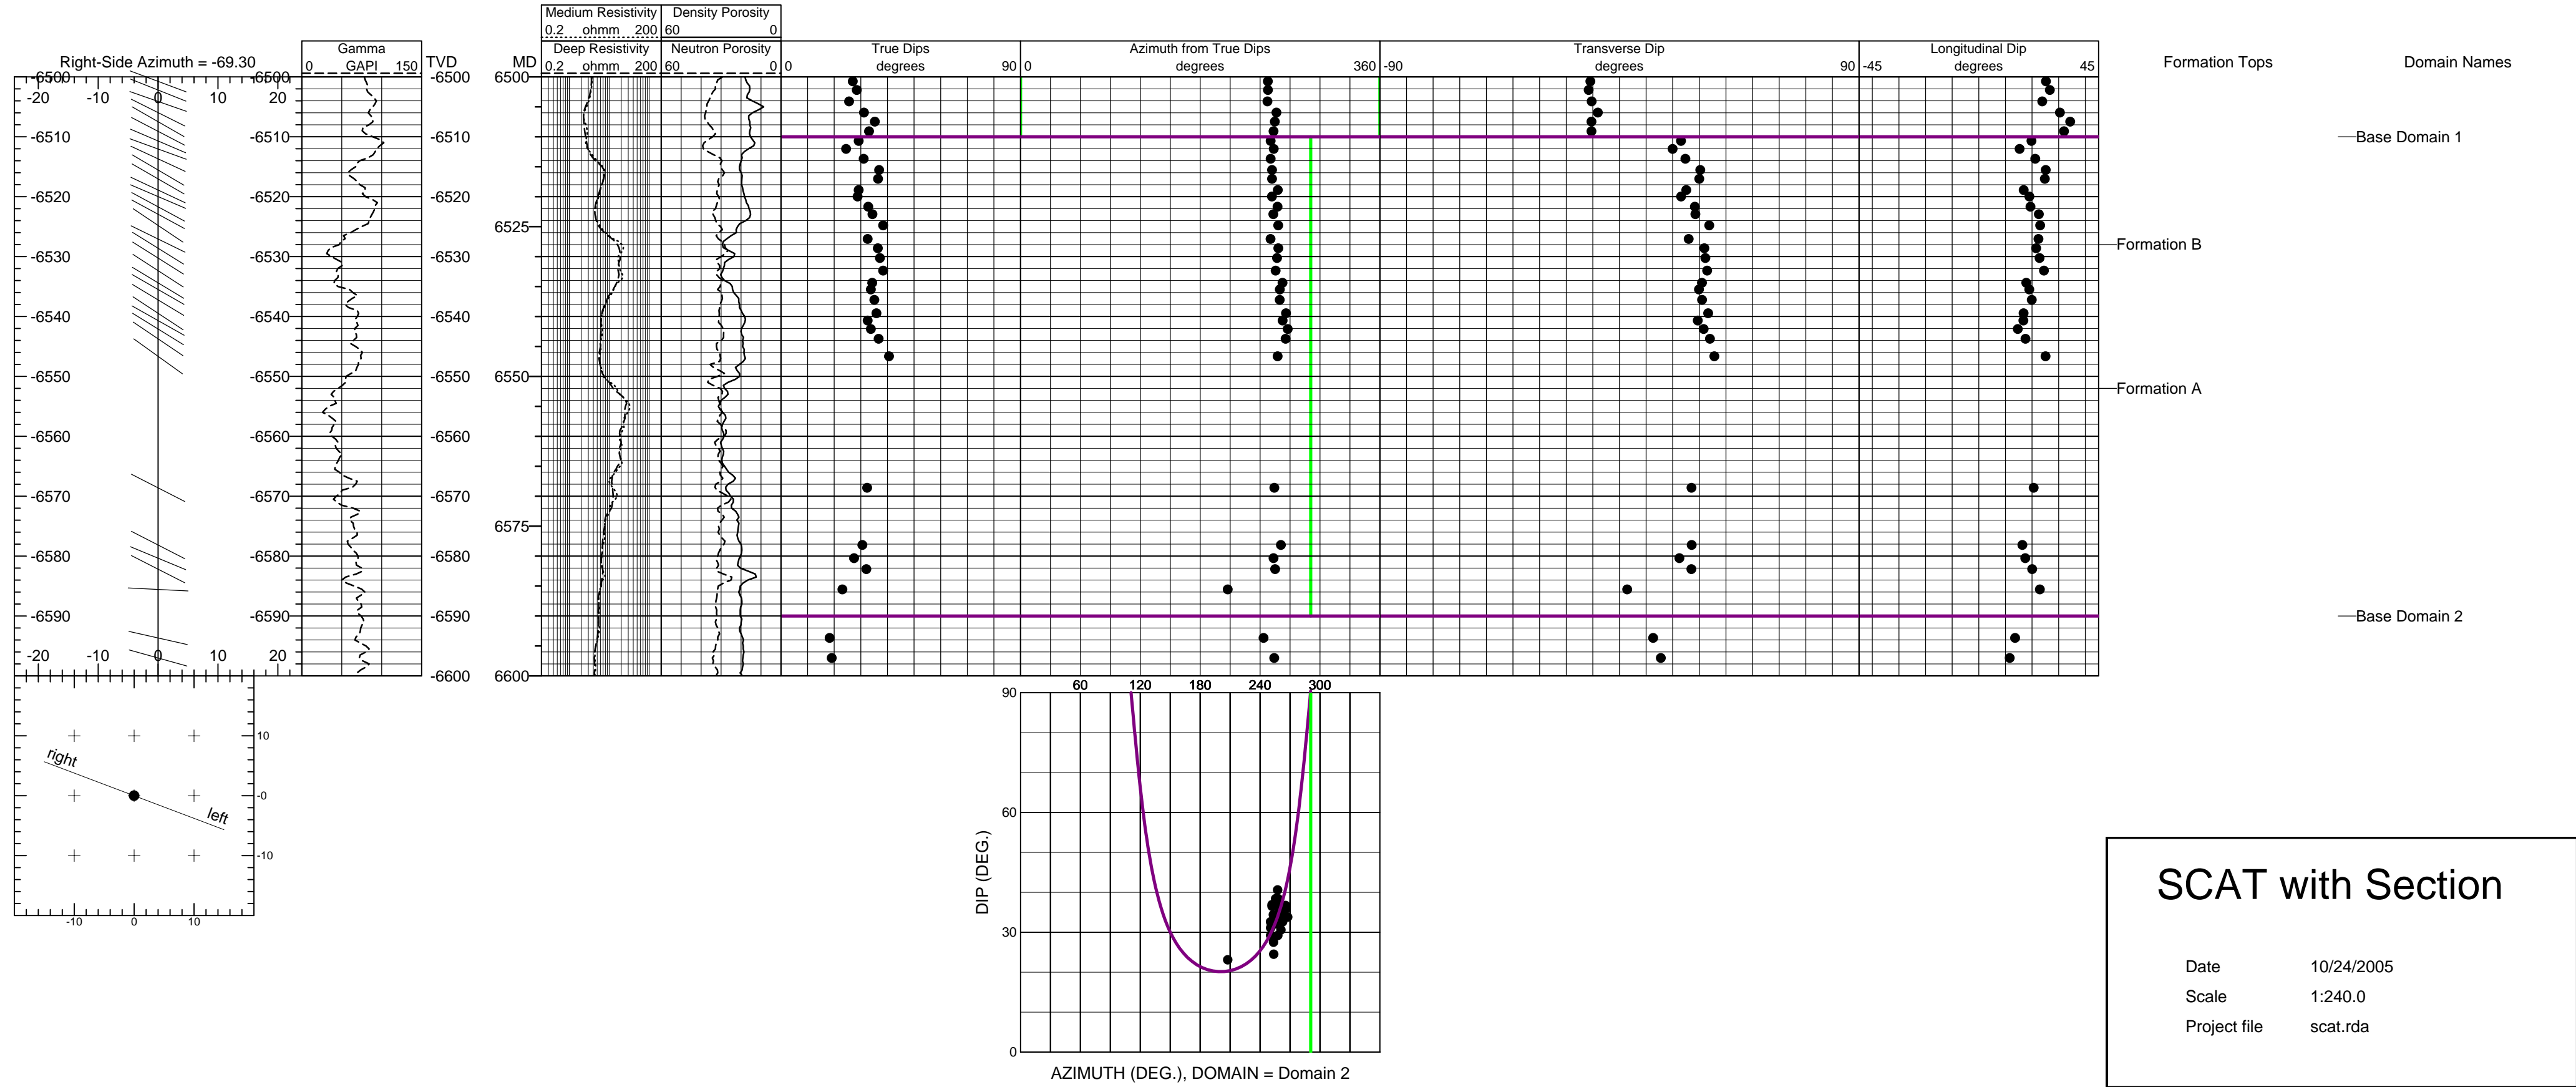 Medium Resistivity Density Porosity
0.2 ohmm 200 60 0
Gamma Deep Resistivity Neutron Porosity True Dips Azimuth from True Dips Transverse Dip Longitudinal Dip
Right-Side Azimuth = -69.30 0 GAPI 150 TVD MD 0.2 ohmm 200 60 0 0 degrees 90 0 degrees 360 -90 degrees 90 -45 degrees 45 Formation Tops Domain Names
-6500 -6500 -6500 6500
-20 -10 0 10 20
-6510 -6510 -6510 Base Domain 1
-6520 -6520 -6520
6525
-6530 -6530 -6530 Formation B
-6540 -6540 -6540
-6550 -6550 -6550 6550
Formation A
-6560 -6560 -6560
-6570 -6570 -6570
6575
-6580 -6580 -6580
-6590 -6590 -6590 Base Domain 2
-20 -10 0 10 20
-6600 6600
60 120 180 240 300
90
10
right
-0
left
60
-10
-10 0 10
30
0
DIP (DEG.)
AZIMUTH (DEG.), DOMAIN = Domain 2
SCAT with Section
Date 10/24/2005
Scale 1:240.0
Project file scat.rda